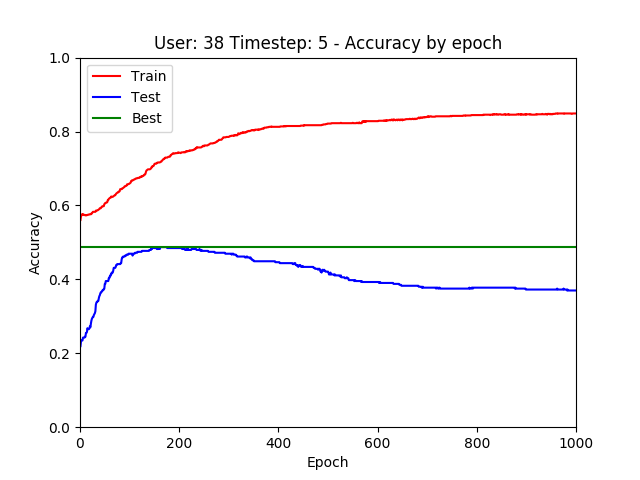 User: 38 Timestep: 5 - Accuracy by epoch
1.0
0.8
0.6
0.4
0.2
0.0
Accuracy
Train
Test
Best
0 200 400 600 800 1000
Epoch